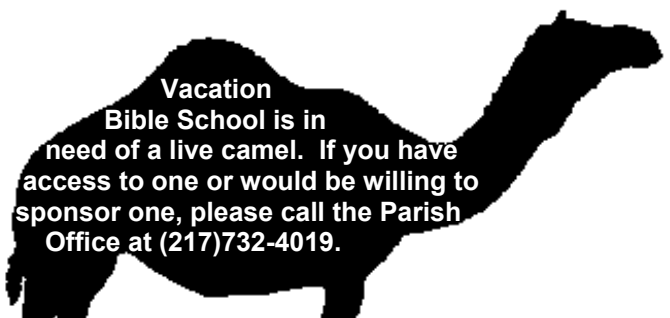 Vacation
Bible School is in
need of a live camel.  If you have
access to one or would be willing to
sponsor one, please call the Parish
Office at (217)732-4019.